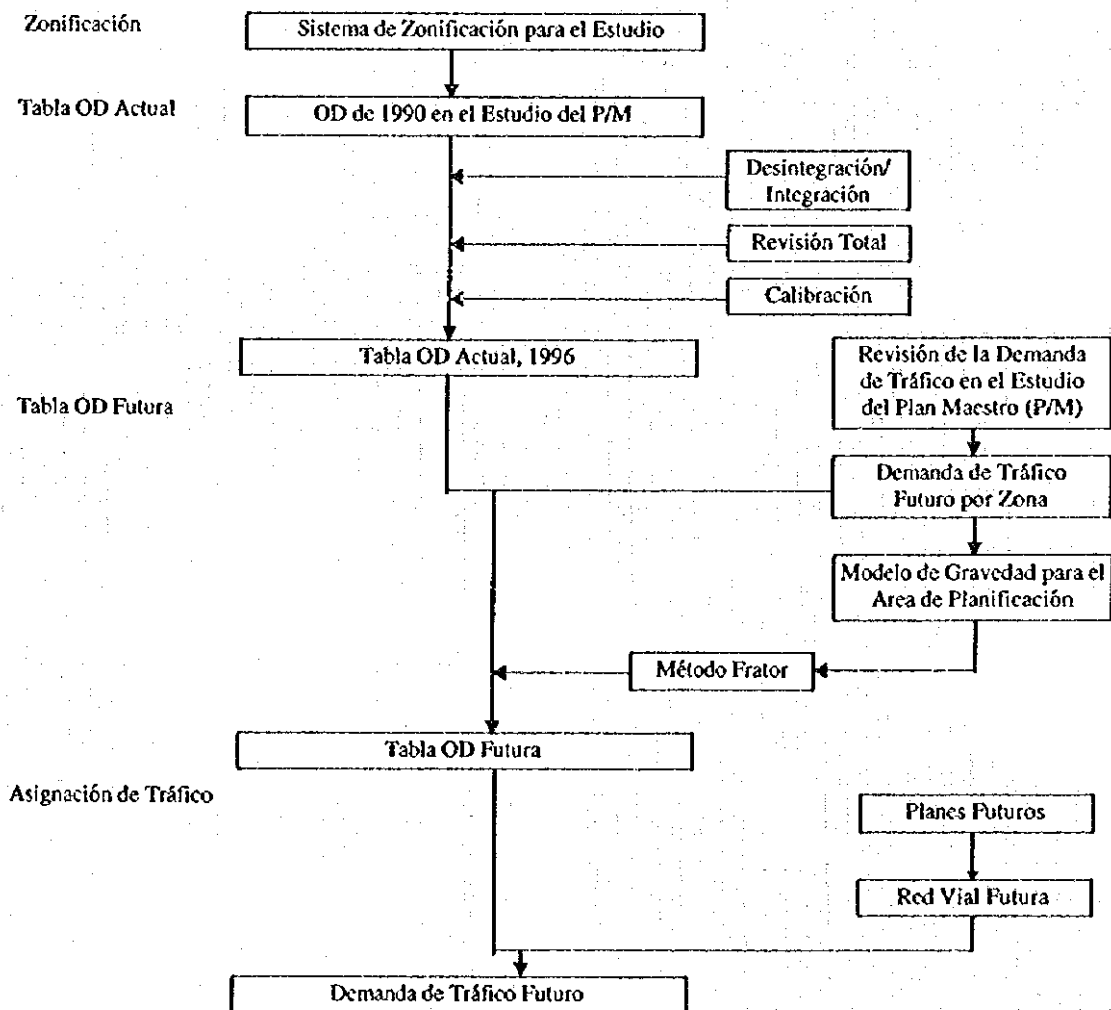 Zonificación
Sistema de Zonificación para el Estudio
Tabla OD Actual
OD de 1990 en el Estudio del P/M
Desintegración/
Integración
Revisión Total
Calibración
Tabla OD Actual, 1996
Revisión de la Demanda
de Tráfico en el Estudio
del Plan Maestro (P/M)
Tabla OD Futura
Demanda de Tráfico
Futuro por Zona
Modelo de Gravedad para el
Area de Planificación
Método Frator
Tabla OD Futura
Asignación de Tráfico
Planes Futuros
Red Vial Futura
Demanda de Tráfico Futuro